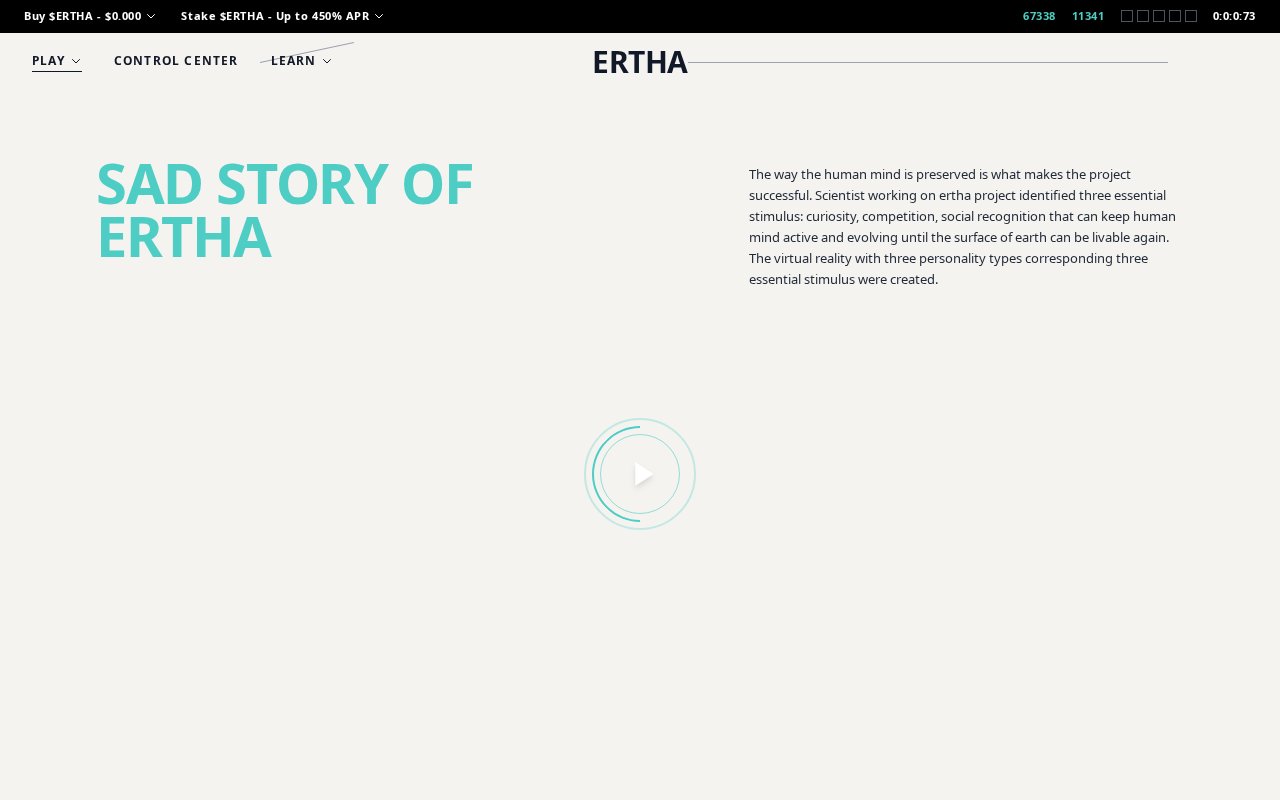 Buy $ERTHA - $0.000
Stake $ERTHA - Up to 450% APR
67338
11341
0:0:0:73
PLAY
CONTROL CENTER
LEARN
ERTHA
SAD STORY OF
ERTHA
The way the human mind is preserved is what makes the project
successful. Scientist working on ertha project identified three essential
stimulus: curiosity, competition, social recognition that can keep human
mind active and evolving until the surface of earth can be livable again.
The virtual reality with three personality types corresponding three
essential stimulus were created.